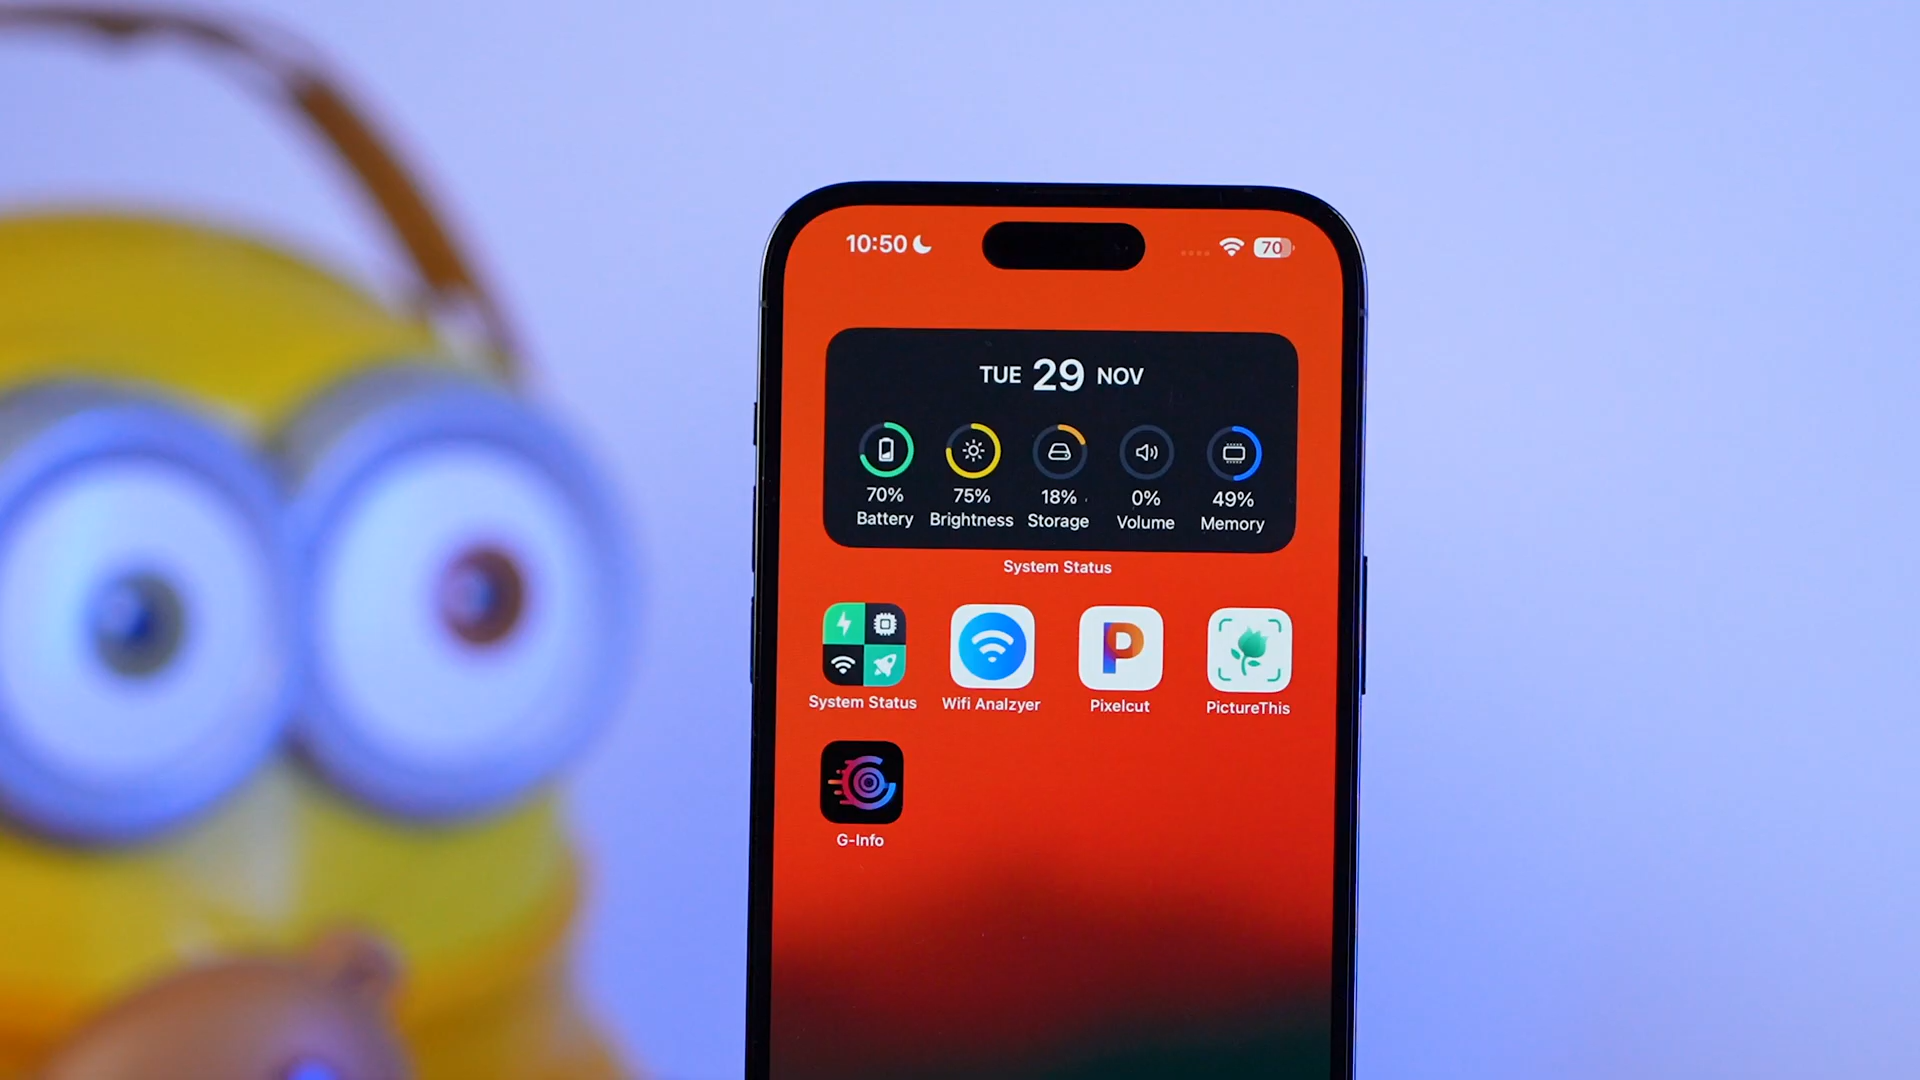 10:50 70
TUE 29 NOV
70% 75% 18% 0% 49%
Battery Brightness Storage Volume Memory
System Status
System Status Wifi Analzyer Pixelcut PictureThis
G-Info